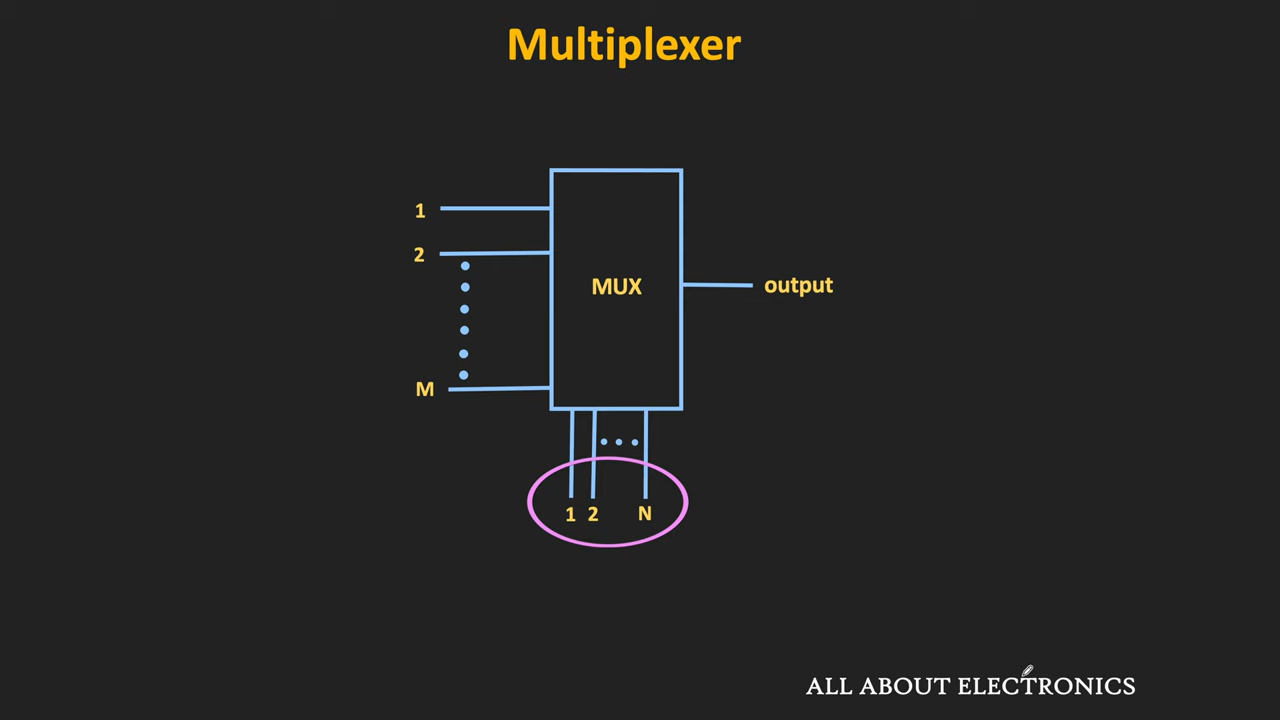 Multiplexer
1
2
MUX
output
M
1 2 N
ALL ABOUT ELECTRONICS